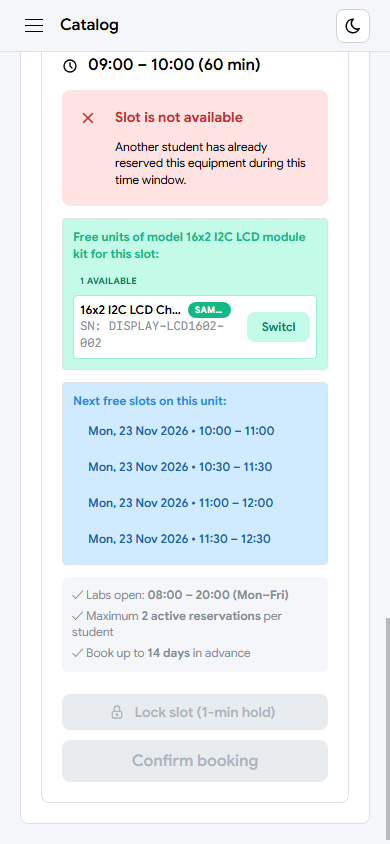 Catalog
09:00 – 10:00 (60 min)
Slot is not available
Another student has already
reserved this equipment during this
time window.
Free units of model 16x2 I2C LCD module
kit for this slot:
1 AVAILABLE
16x2 I2C LCD Ch... SAM...
SN: DISPLAY-LCD1602-
002
Switcl
Next free slots on this unit:
Mon, 23 Nov 2026 • 10:00 – 11:00
Mon, 23 Nov 2026 • 10:30 – 11:30
Mon, 23 Nov 2026 • 11:00 – 12:00
Mon, 23 Nov 2026 • 11:30 – 12:30
✓ Labs open: 08:00 – 20:00 (Mon–Fri)
✓ Maximum 2 active reservations per
student
✓ Book up to 14 days in advance
Lock slot (1-min hold)
Confirm booking